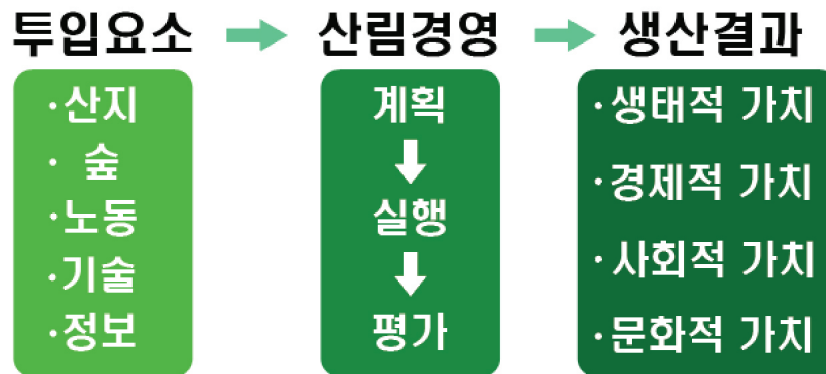 투입요소 → 산림경영 → 생산결과
·산지
· 숲
·노동
·기술
·정보
계획
↓
실행
↓
평가
·생태적 가치
·경제적 가치
·사회적 가치
·문화적 가치